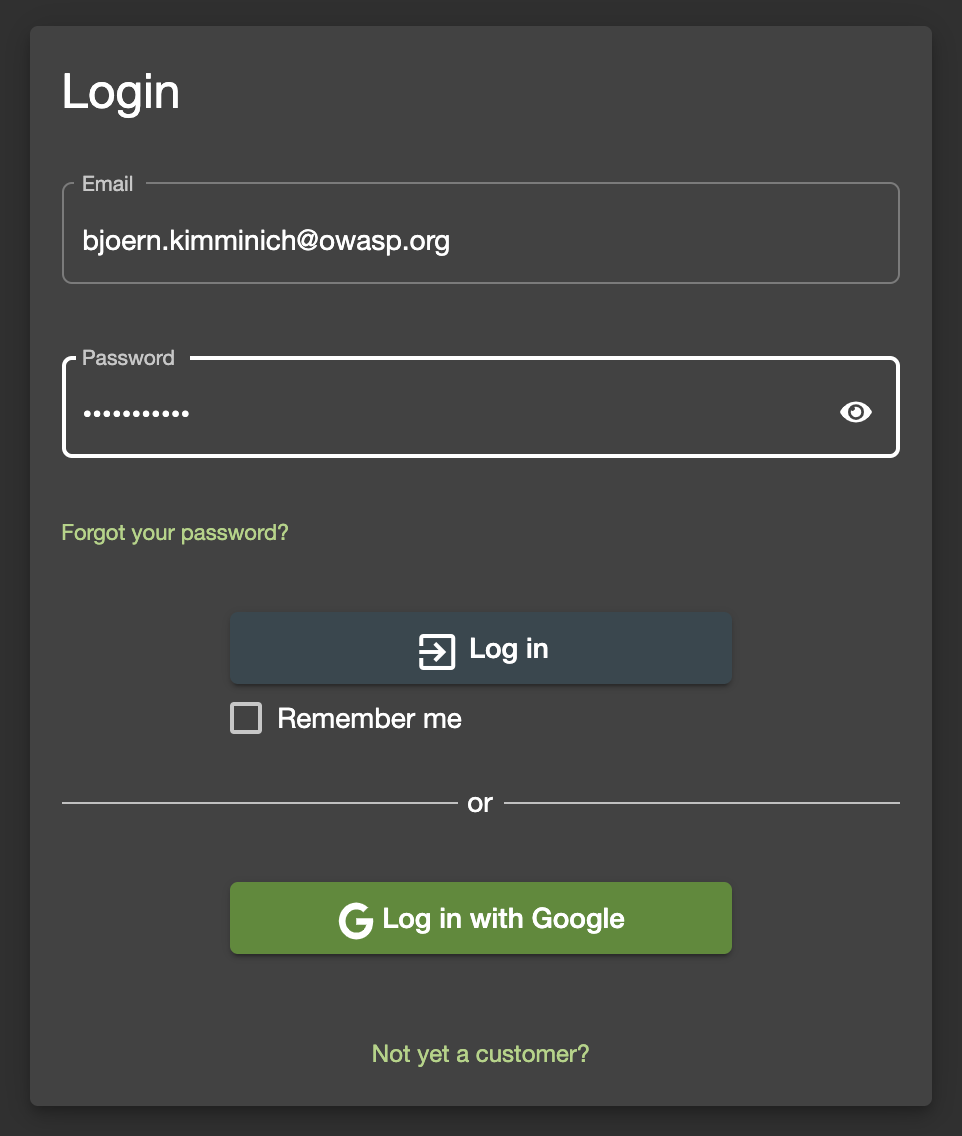 Login
Email
bjoern.kimminich@owasp.org
Password
•••••••••••
Forgot your password?
Log in
Remember me
or
Log in with Google
Not yet a customer?